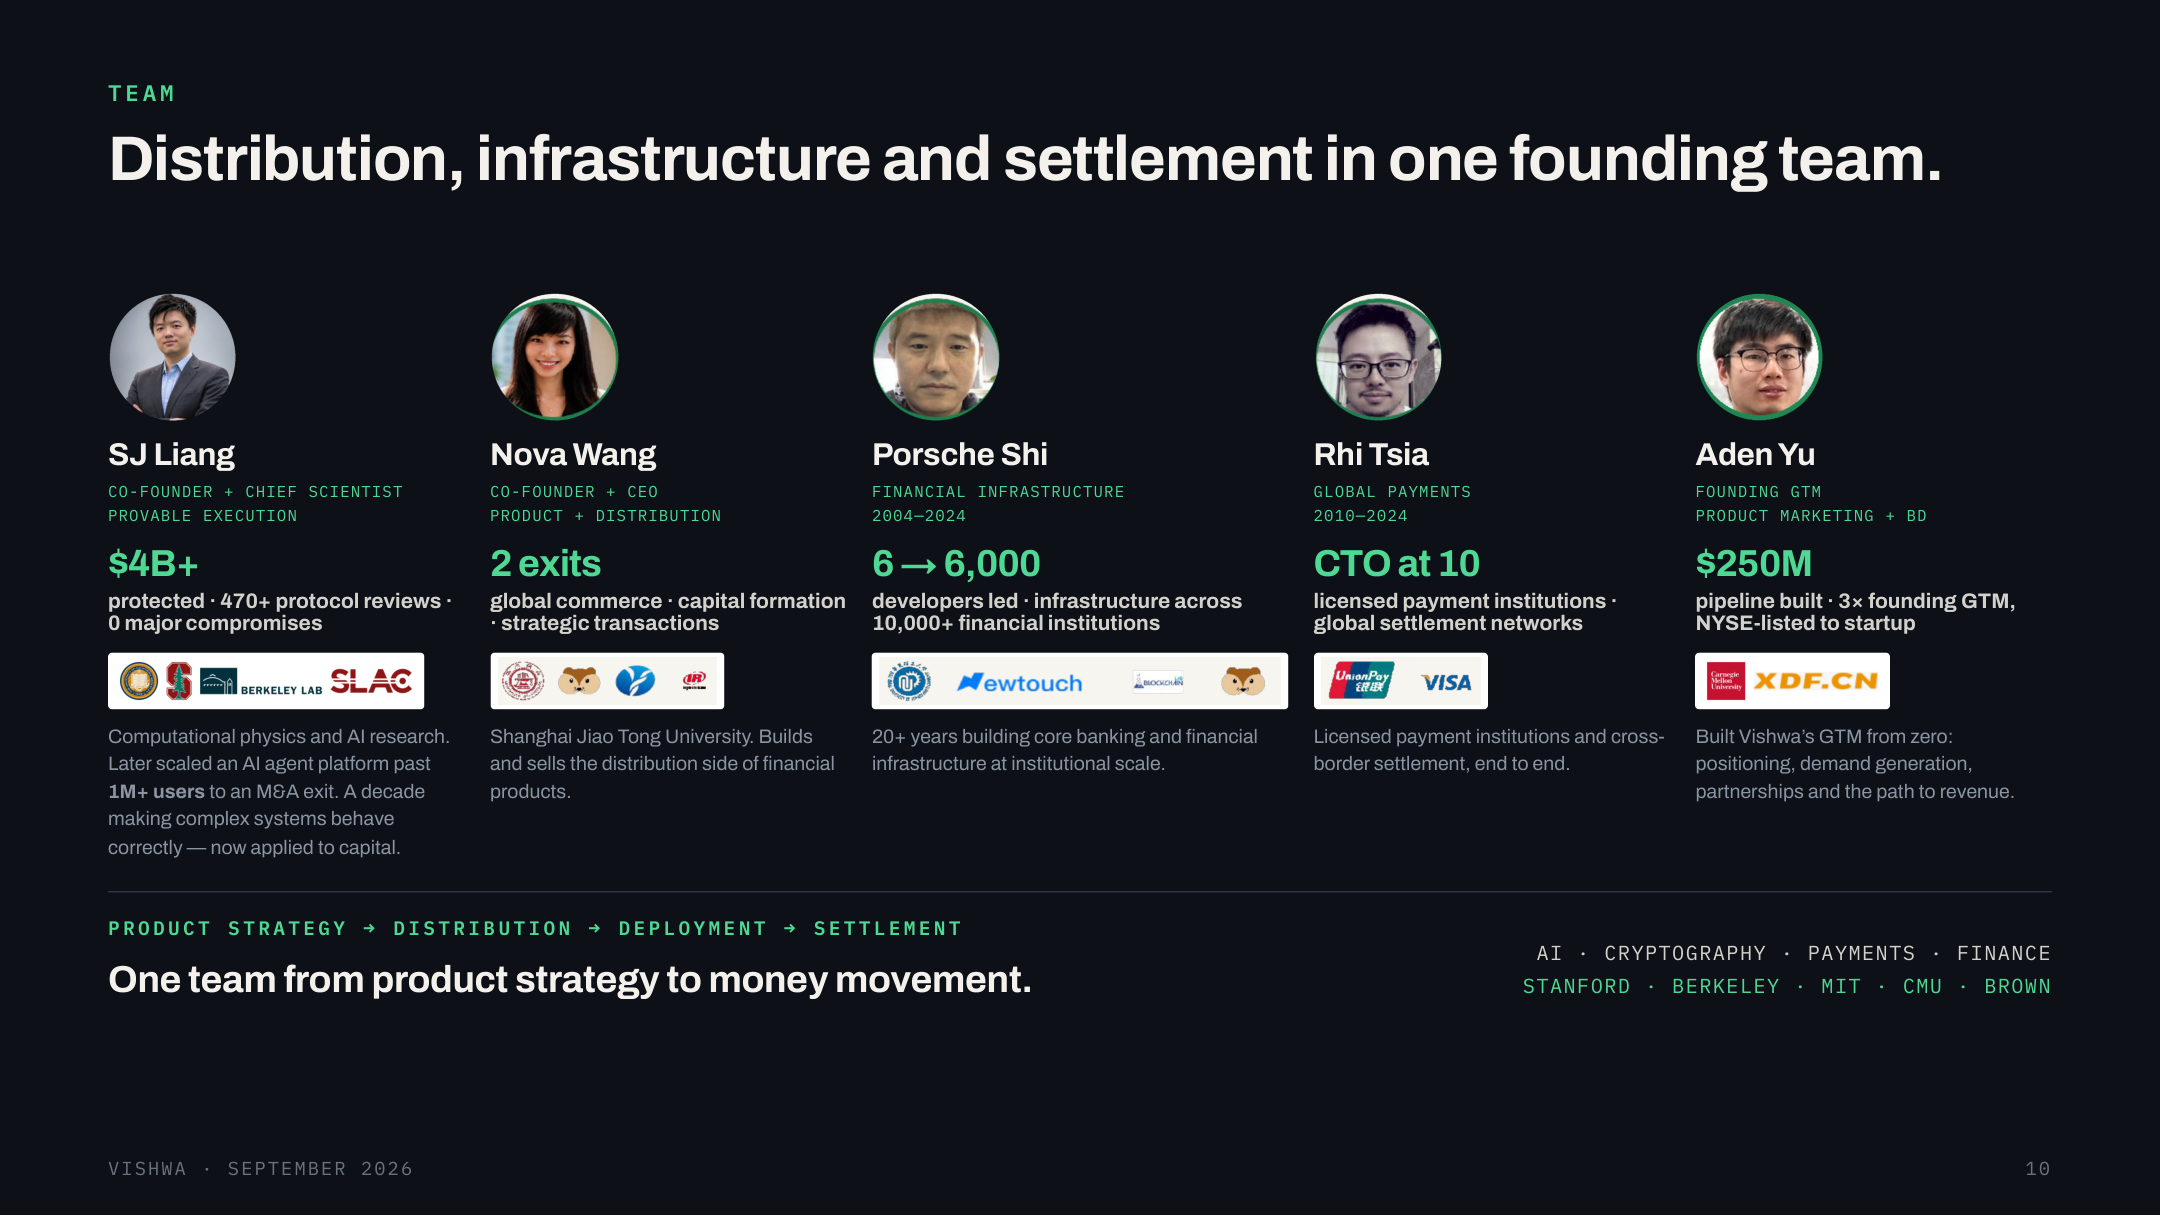 TEAM
Distribution, infrastructure and settlement in one founding team.
SJ Liang
CO-FOUNDER + CHIEF SCIENTIST
PROVABLE EXECUTION
$4B+
protected · 470+ protocol reviews ·
0 major compromises
BERKELEY LAB
SLAC
Computational physics and AI research.
Later scaled an AI agent platform past
1M+ users to an M&A exit. A decade
making complex systems behave
correctly — now applied to capital.
Nova Wang
CO-FOUNDER + CEO
PRODUCT + DISTRIBUTION
2 exits
global commerce · capital formation
· strategic transactions
IR
Shanghai Jiao Tong University. Builds
and sells the distribution side of financial
products.
Porsche Shi
FINANCIAL INFRASTRUCTURE
2004—2024
6 → 6,000
developers led · infrastructure across
10,000+ financial institutions
Newtouch
BLOCKCHAIN
20+ years building core banking and financial
infrastructure at institutional scale.
Rhi Tsia
GLOBAL PAYMENTS
2010—2024
CTO at 10
licensed payment institutions ·
global settlement networks
UnionPay
银联
VISA
Licensed payment institutions and cross-
border settlement, end to end.
Aden Yu
FOUNDING GTM
PRODUCT MARKETING + BD
$250M
pipeline built · 3× founding GTM,
NYSE-listed to startup
Carnegie
Mellon
University
XDF.CN
Built Vishwa’s GTM from zero:
positioning, demand generation,
partnerships and the path to revenue.
PRODUCT STRATEGY → DISTRIBUTION → DEPLOYMENT → SETTLEMENT
One team from product strategy to money movement.
AI · CRYPTOGRAPHY · PAYMENTS · FINANCE
STANFORD · BERKELEY · MIT · CMU · BROWN
VISHWA · SEPTEMBER 2026
10